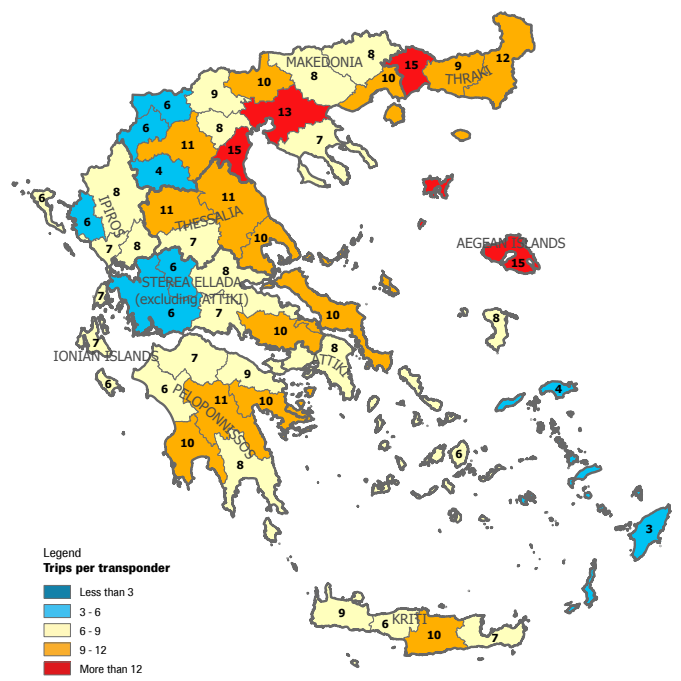 12
8
MAKEDONIA
15
9
8
10
THRAKI
10
9
6
13
8
6
7
11
15
4
8
11
6
6
11
IPIROS
THESSALIA
AEGEAN ISLANDS
10
7
8
7
15
6
8
STEREA ELLADA
7
(excluding ATTIKI)
6
7
10
8
10
7
8
IONIAN ISLANDS
7
ATTIKI
9
6
6
4
PELOPONNISOS
11
10
10
6
8
3
Legend
Trips per transponder
Less than 3
3 - 6
6 - 9
9 - 12
More than 12
9
6
KRITI
10
7